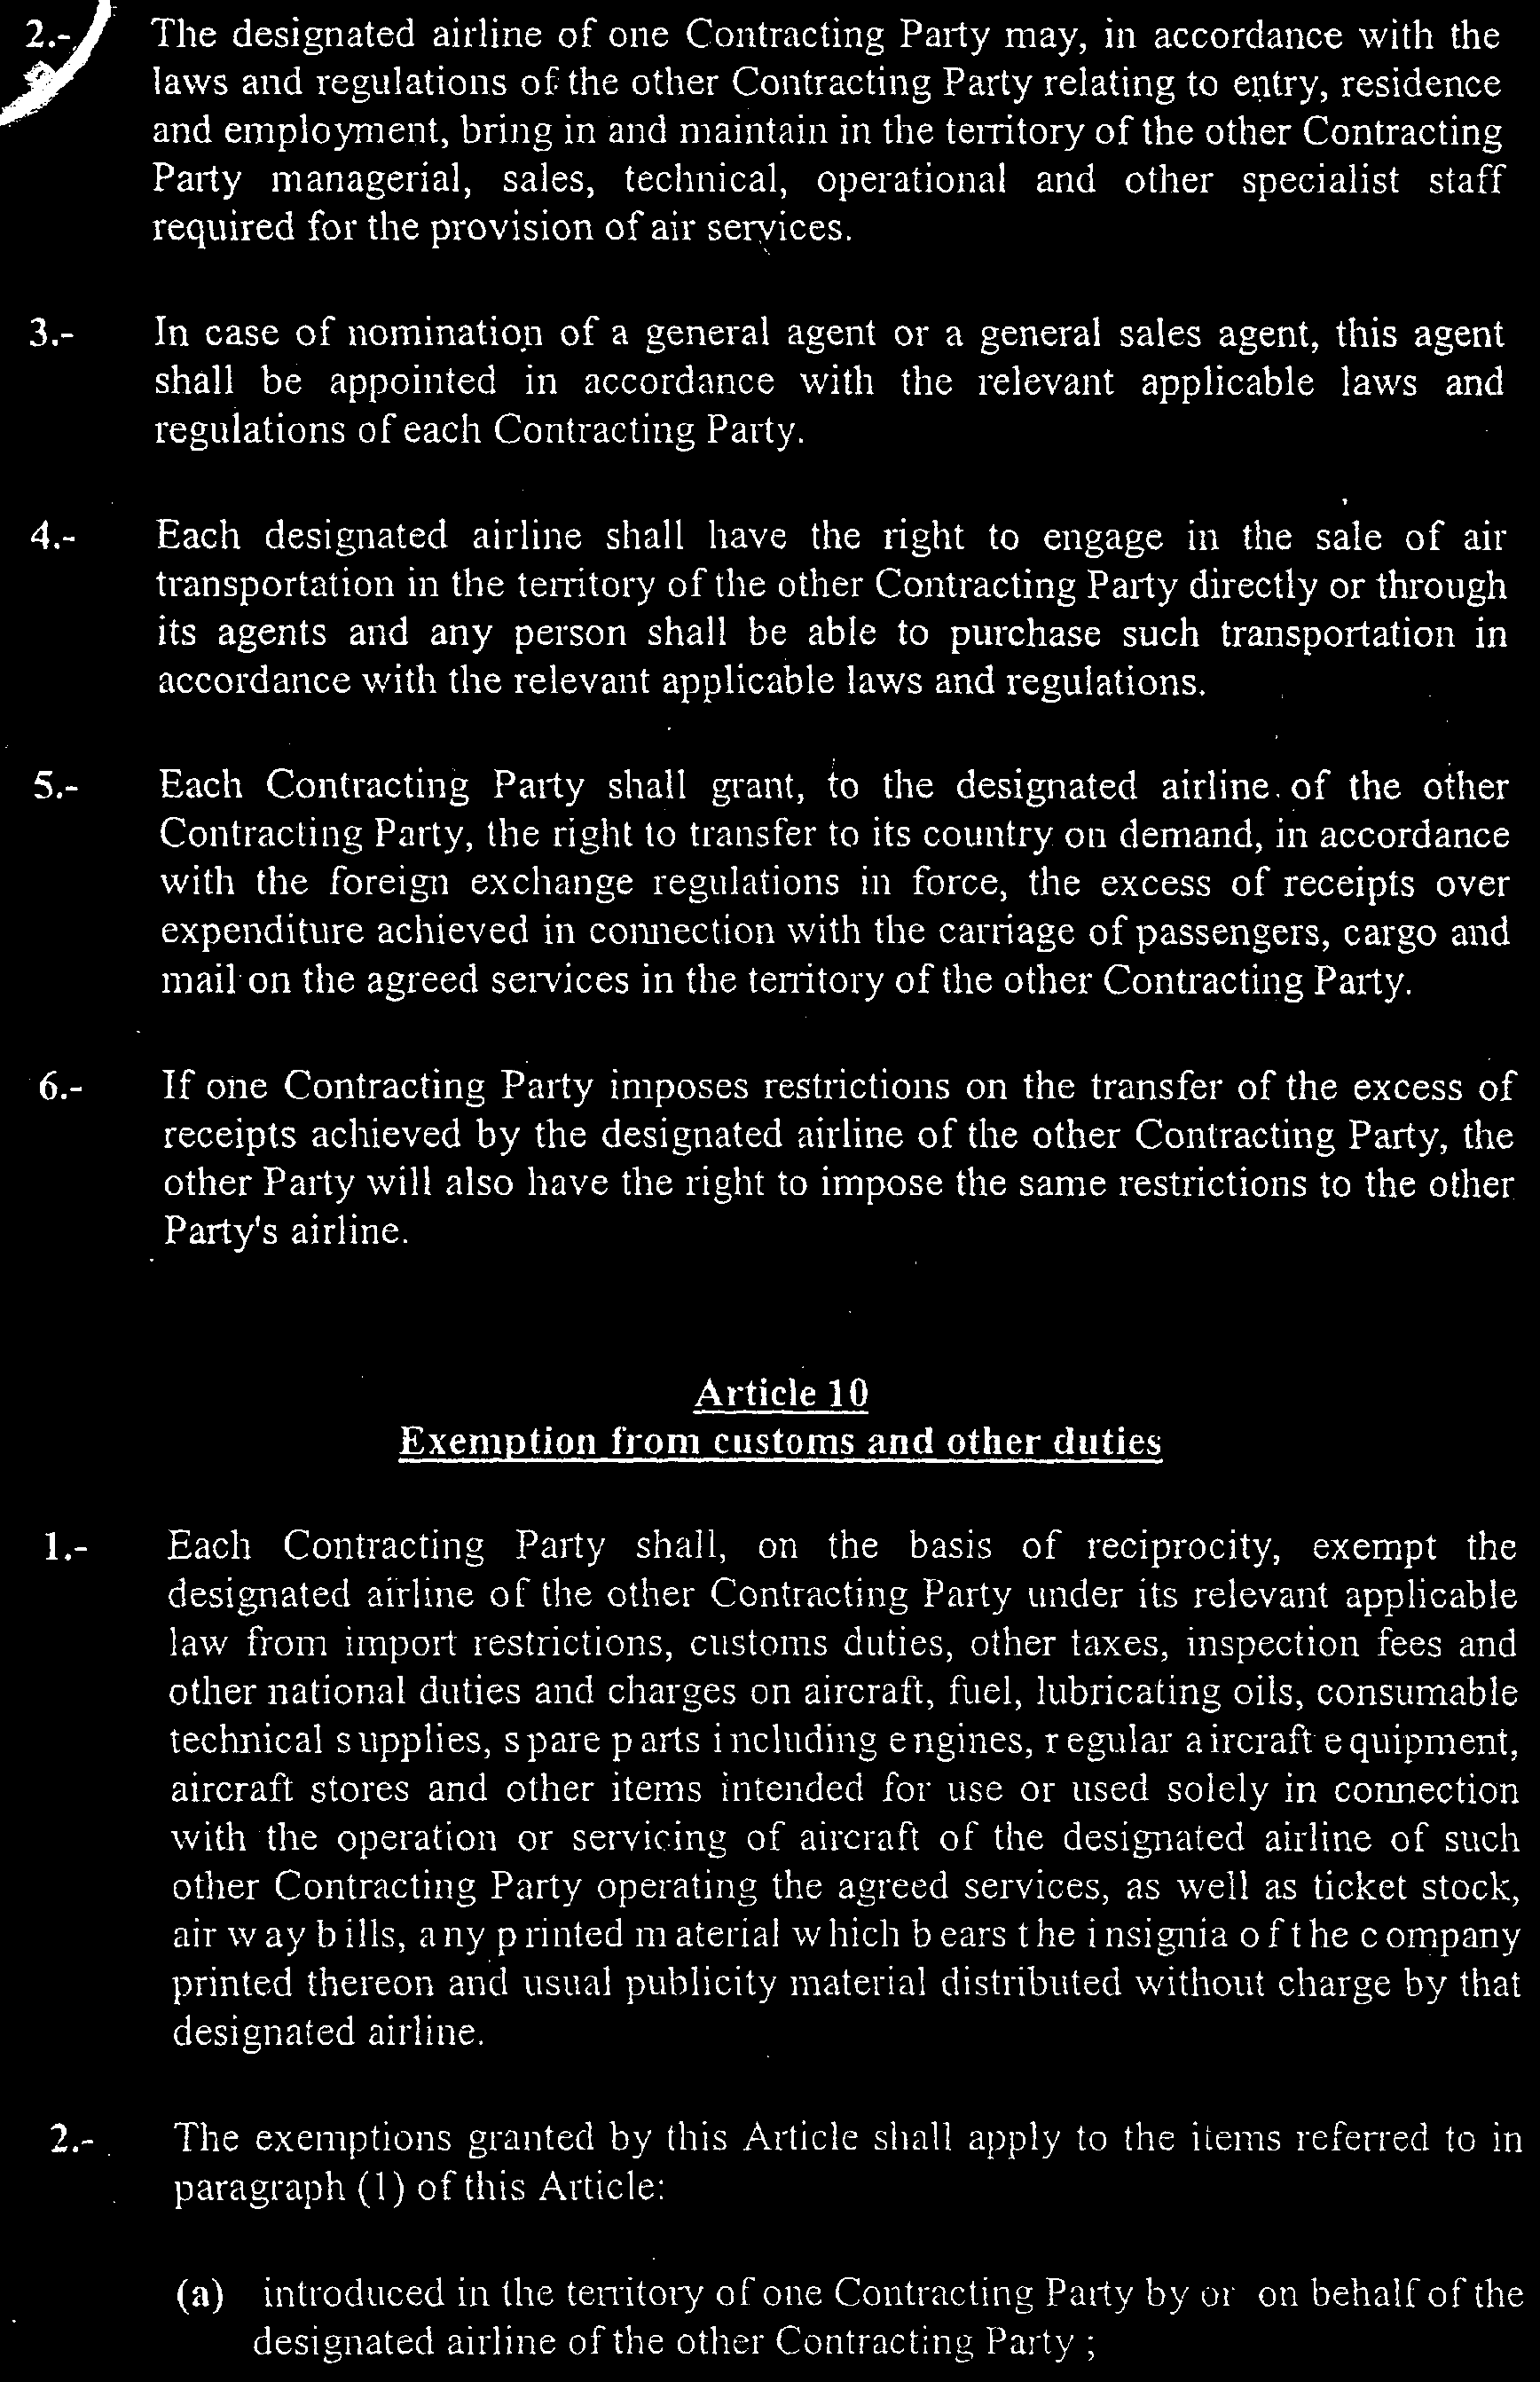 2.- The designated airline of one Contracting Party may, in accordance with the
laws and regulations of the other Contracting Party relating to entry, residence
and employment, bring in and maintain in the territory of the other Contracting
Party managerial, sales, technical, operational and other specialist staff
required for the provision of air services.
3.- In case of nomination of a general agent or a general sales agent, this agent
shall be appointed in accordance with the relevant applicable laws and
regulations of each Contracting Party.
4.- Each designated airline shall have the right to engage in the sale of air
transportation in the territory of the other Contracting Party directly or through
its agents and any person shall be able to purchase such transportation in
accordance with the relevant applicable laws and regulations.
5.- Each Contracting Party shall grant, to the designated airline of the other
Contracting Party, the right to transfer to its country on demand, in accordance
with the foreign exchange regulations in force, the excess of receipts over
expenditure achieved in connection with the carriage of passengers, cargo and
mail on the agreed services in the territory of the other Contracting Party.
6.- If one Contracting Party imposes restrictions on the transfer of the excess of
receipts achieved by the designated airline of the other Contracting Party, the
other Party will also have the right to impose the same restrictions to the other
Party's airline.
Article 10
Exemption from customs and other duties
1.- Each Contracting Party shall, on the basis of reciprocity, exempt the
designated airline of the other Contracting Party under its relevant applicable
law from import restrictions, customs duties, other taxes, inspection fees and
other national duties and charges on aircraft, fuel, lubricating oils, consumable
technical supplies, spare parts including engines, regular aircraft equipment,
aircraft stores and other items intended for use or used solely in connection
with the operation or servicing of aircraft of the designated airline of such
other Contracting Party operating the agreed services, as well as ticket stock,
air way bills, any printed material which bears the insignia of the company
printed thereon and usual publicity material distributed without charge by that
designated airline.
2.- The exemptions granted by this Article shall apply to the items referred to in
paragraph (1) of this Article:
(a) introduced in the territory of one Contracting Party by or on behalf of the
designated airline of the other Contracting Party ;